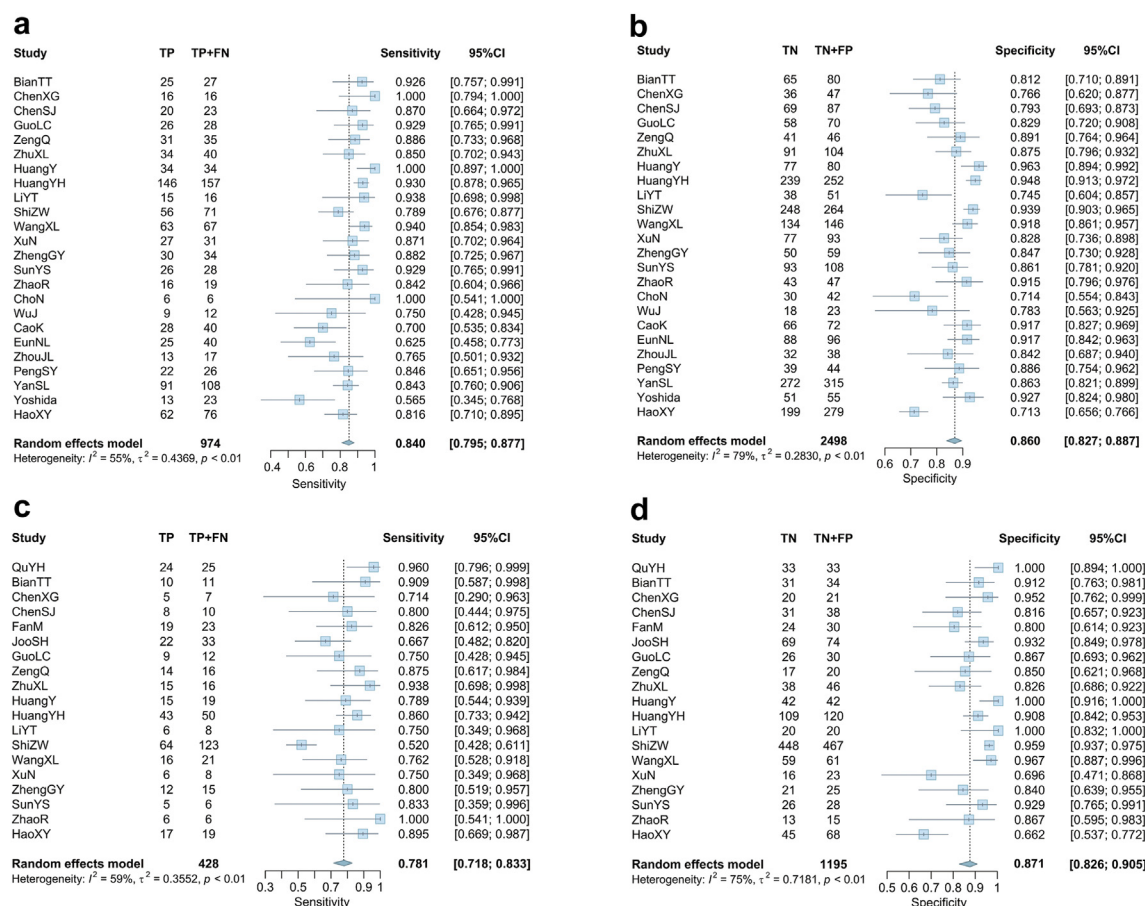 a
Study TP TP+FN Sensitivity 95%CI
BianTT 25 27 0.926 [0.757; 0.991]
ChenXG 16 16 1.000 [0.794; 1.000]
ChenSJ 20 23 0.870 [0.664; 0.972]
GuoLC 26 28 0.929 [0.765; 0.991]
ZengQ 31 35 0.886 [0.733; 0.968]
ZhuXL 34 40 0.850 [0.702; 0.943]
HuangY 34 34 1.000 [0.897; 1.000]
HuangYH 146 157 0.930 [0.878; 0.965]
LiYT 15 16 0.938 [0.698; 0.998]
ShiZW 56 71 0.789 [0.676; 0.877]
WangXL 63 67 0.940 [0.854; 0.983]
XuN 27 31 0.871 [0.702; 0.964]
ZhengGY 30 34 0.882 [0.725; 0.967]
SunYS 26 28 0.929 [0.765; 0.991]
ZhaoR 16 19 0.842 [0.604; 0.966]
ChoN 6 6 1.000 [0.541; 1.000]
WuJ 9 12 0.750 [0.428; 0.945]
CaoK 28 40 0.700 [0.535; 0.834]
EunNL 25 40 0.625 [0.458; 0.773]
ZhouJL 13 17 0.765 [0.501; 0.932]
PengSY 22 26 0.846 [0.651; 0.956]
YanSL 91 108 0.843 [0.760; 0.906]
Yoshida 13 23 0.565 [0.345; 0.768]
HaoXY 62 76 0.816 [0.710; 0.895]
Random effects model 974 0.840 [0.795; 0.877]
Heterogeneity: I² = 55%, τ² = 0.4369, p < 0.01
0.4 0.5 0.6 0.7 0.8 0.9 1
Sensitivity
b
Study TN TN+FP Specificity 95%CI
BianTT 65 80 0.812 [0.710; 0.891]
ChenXG 36 47 0.766 [0.620; 0.877]
ChenSJ 69 87 0.793 [0.693; 0.873]
GuoLC 58 70 0.829 [0.720; 0.908]
ZengQ 41 46 0.891 [0.764; 0.964]
ZhuXL 91 104 0.875 [0.796; 0.932]
HuangY 77 80 0.963 [0.894; 0.992]
HuangYH 239 252 0.948 [0.913; 0.972]
LiYT 38 51 0.745 [0.604; 0.857]
ShiZW 248 264 0.939 [0.903; 0.965]
WangXL 134 146 0.918 [0.861; 0.957]
XuN 77 93 0.828 [0.736; 0.898]
ZhengGY 50 59 0.847 [0.730; 0.928]
SunYS 93 108 0.861 [0.781; 0.920]
ZhaoR 43 47 0.915 [0.796; 0.976]
ChoN 30 42 0.714 [0.554; 0.843]
WuJ 18 23 0.783 [0.563; 0.925]
CaoK 66 72 0.917 [0.827; 0.969]
EunNL 88 96 0.917 [0.842; 0.963]
ZhouJL 32 38 0.842 [0.687; 0.940]
PengSY 39 44 0.886 [0.754; 0.962]
YanSL 272 315 0.863 [0.821; 0.899]
Yoshida 51 55 0.927 [0.824; 0.980]
HaoXY 199 279 0.713 [0.656; 0.766]
Random effects model 2498 0.860 [0.827; 0.887]
Heterogeneity: I² = 79%, τ² = 0.2830, p < 0.01
0.6 0.7 0.8 0.9
Specificity
c
Study TP TP+FN Sensitivity 95%CI
QuYH 24 25 0.960 [0.796; 0.999]
BianTT 10 11 0.909 [0.587; 0.998]
ChenXG 5 7 0.714 [0.290; 0.963]
ChenSJ 8 10 0.800 [0.444; 0.975]
FanM 19 23 0.826 [0.612; 0.950]
JooSH 22 33 0.667 [0.482; 0.820]
GuoLC 9 12 0.750 [0.428; 0.945]
ZengQ 14 16 0.875 [0.617; 0.984]
ZhuXL 15 16 0.938 [0.698; 0.998]
HuangY 15 19 0.789 [0.544; 0.939]
HuangYH 43 50 0.860 [0.733; 0.942]
LiYT 6 8 0.750 [0.349; 0.968]
ShiZW 64 123 0.520 [0.428; 0.611]
WangXL 16 21 0.762 [0.528; 0.918]
XuN 6 8 0.750 [0.349; 0.968]
ZhengGY 12 15 0.800 [0.519; 0.957]
SunYS 5 6 0.833 [0.359; 0.996]
ZhaoR 6 6 1.000 [0.541; 1.000]
HaoXY 17 19 0.895 [0.669; 0.987]
Random effects model 428 0.781 [0.718; 0.833]
Heterogeneity: I² = 59%, τ² = 0.3552, p < 0.01
0.3 0.5 0.6 0.7 0.8 0.9 1
Sensitivity
d
Study TN TN+FP Specificity 95%CI
QuYH 33 33 1.000 [0.894; 1.000]
BianTT 31 34 0.912 [0.763; 0.981]
ChenXG 20 21 0.952 [0.762; 0.999]
ChenSJ 31 38 0.816 [0.657; 0.923]
FanM 24 30 0.800 [0.614; 0.923]
JooSH 69 74 0.932 [0.849; 0.978]
GuoLC 26 30 0.867 [0.693; 0.962]
ZengQ 17 20 0.850 [0.621; 0.968]
ZhuXL 38 46 0.826 [0.686; 0.922]
HuangY 42 42 1.000 [0.916; 1.000]
HuangYH 109 120 0.908 [0.842; 0.953]
LiYT 20 20 1.000 [0.832; 1.000]
ShiZW 448 467 0.959 [0.937; 0.975]
WangXL 59 61 0.967 [0.887; 0.996]
XuN 16 23 0.696 [0.471; 0.868]
ZhengGY 21 25 0.840 [0.639; 0.955]
SunYS 26 28 0.929 [0.765; 0.991]
ZhaoR 13 15 0.867 [0.595; 0.983]
HaoXY 45 68 0.662 [0.537; 0.772]
Random effects model 1195 0.871 [0.826; 0.905]
Heterogeneity: I² = 75%, τ² = 0.7181, p < 0.01
0.5 0.6 0.7 0.8 0.9 1
Specificity